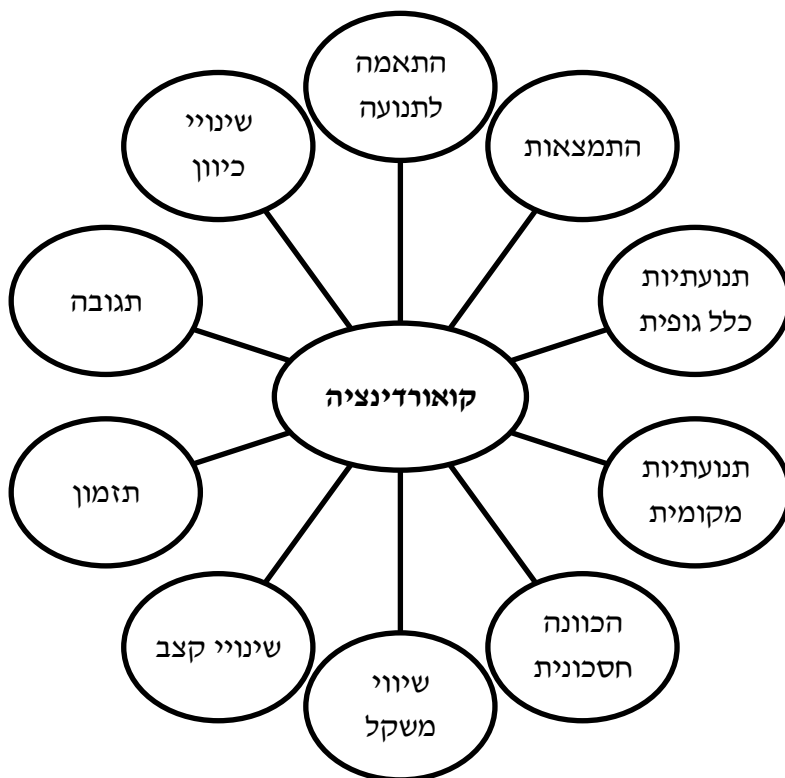 התאמה
לתנועה
התמצאות
תנועתיות
כלל גופית
תנועתיות
מקומית
הכוונה
חסכונית
שיווי
משקל
שינויי קצב
תזמון
תגובה
שינויי
כיוון
קואורדינציה